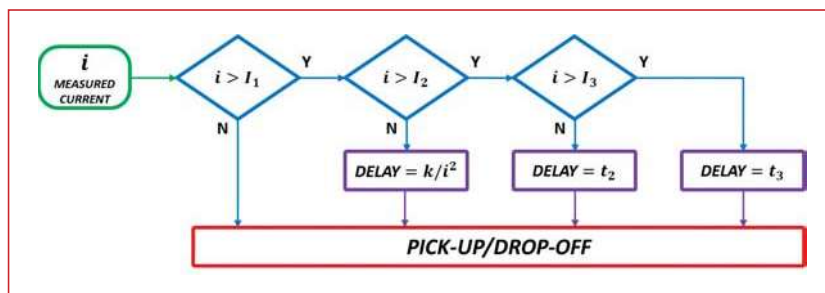 i
MEASURED
CURRENT
i > I₁
Y
N
i > I₂
Y
N
i > I₃
Y
N
DELAY = k/i²
DELAY = t₂
DELAY = t₃
PICK-UP/DROP-OFF